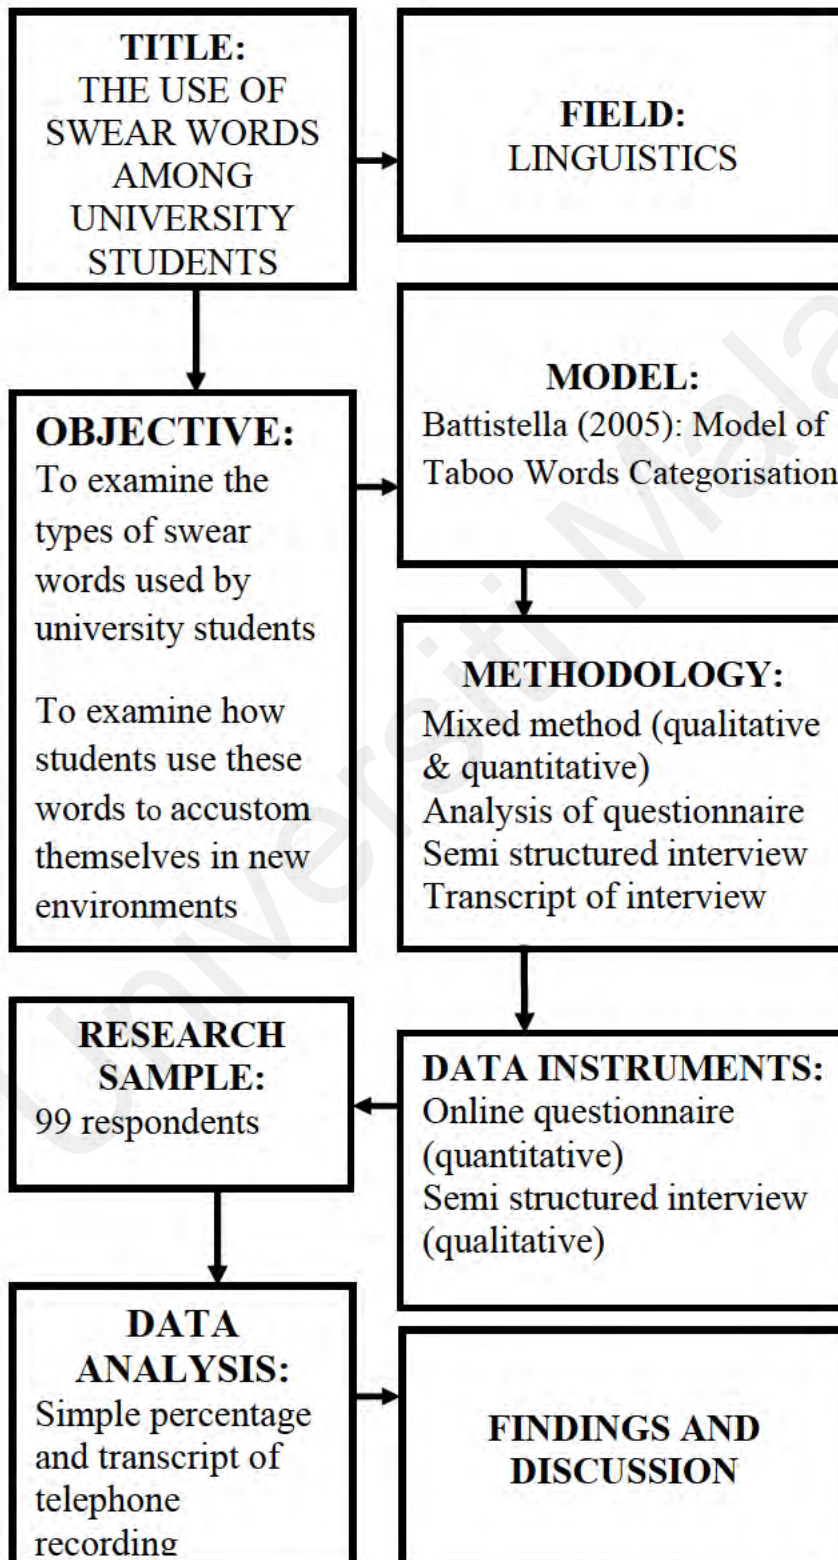 TITLE:
THE USE OF
SWEAR WORDS
AMONG
UNIVERSITY
STUDENTS
FIELD:
LINGUISTICS
OBJECTIVE:
To examine the
types of swear
words used by
university students
To examine how
students use these
words to accustom
themselves in new
environments
MODEL:
Battistella (2005): Model of
Taboo Words Categorisation
METHODOLOGY:
Mixed method (qualitative
& quantitative)
Analysis of questionnaire
Semi structured interview
Transcript of interview
DATA INSTRUMENTS:
Online questionnaire
(quantitative)
Semi structured interview
(qualitative)
RESEARCH
SAMPLE:
99 respondents
DATA
ANALYSIS:
Simple percentage
and transcript of
telephone
recording
FINDINGS AND
DISCUSSION
Universiti Mala